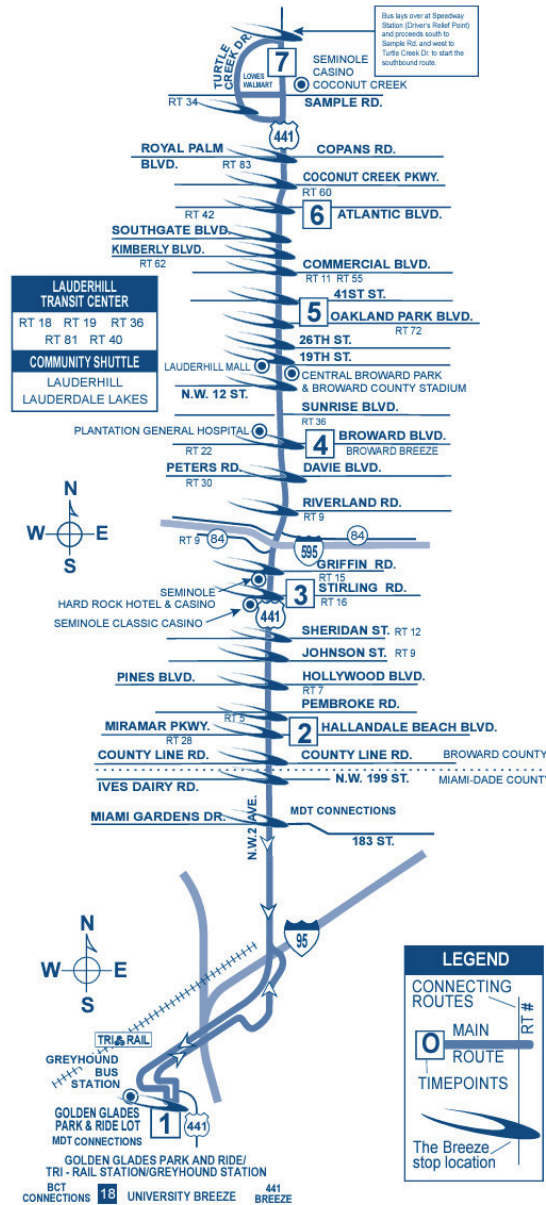 Bus lays over at Speedway
Station (Driver's Relief Point)
and proceeds south to
Sample Rd. and west to
Turtle Creek Dr. to start the
southbound route.
TURTLE
CREEK DR.
7
LOWES
WALMART
SEMINOLE
CASINO
COCONUT CREEK
RT 34
SAMPLE RD.
441
ROYAL PALM
BLVD.
RT 83
COPANS RD.
COCONUT CREEK PKWY.
RT 60
RT 42
6
ATLANTIC BLVD.
SOUTHGATE BLVD.
KIMBERLY BLVD.
RT 62
COMMERCIAL BLVD.
RT 11 RT 55
41ST ST.
5
OAKLAND PARK BLVD.
RT 72
26TH ST.
19TH ST.
LAUDERHILL
TRANSIT CENTER
RT 18 RT 19 RT 36
RT 81 RT 40
COMMUNITY SHUTTLE
LAUDERHILL
LAUDERDALE LAKES
LAUDERHILL MALL
CENTRAL BROWARD PARK
& BROWARD COUNTY STADIUM
N.W. 12 ST.
SUNRISE BLVD.
RT 36
PLANTATION GENERAL HOSPITAL
4
BROWARD BLVD.
BROWARD BREEZE
RT 22
PETERS RD.
RT 30
DAVIE BLVD.
RIVERLAND RD.
RT 9
N
W E
S
RT 9
84
84
595
GRIFFIN RD.
RT 15
SEMINOLE
HARD ROCK HOTEL & CASINO
3
STIRLING RD.
RT 16
SEMINOLE CLASSIC CASINO
441
SHERIDAN ST. RT 12
JOHNSON ST. RT 9
PINES BLVD.
HOLLYWOOD BLVD.
RT 7
PEMBROKE RD.
RT 5
MIRAMAR PKWY.
RT 28
2
HALLANDALE BEACH BLVD.
COUNTY LINE RD.
COUNTY LINE RD.
BROWARD COUNTY
IVES DAIRY RD.
N.W. 199 ST.
MIAMI-DADE COUNTY
MIAMI GARDENS DR.
MDT CONNECTIONS
183 ST.
N.W.2 AVE.
N
W E
S
95
TRI RAIL
GREYHOUND
BUS
STATION
GOLDEN GLADES
PARK & RIDE LOT
MDT CONNECTIONS
1
441
GOLDEN GLADES PARK AND RIDE/
TRI - RAIL STATION/GREYHOUND STATION
BCT
CONNECTIONS
18
UNIVERSITY BREEZE
441
BREEZE
LEGEND
CONNECTING
ROUTES
RT #
0
MAIN
ROUTE
TIMEPOINTS
The Breeze
stop location